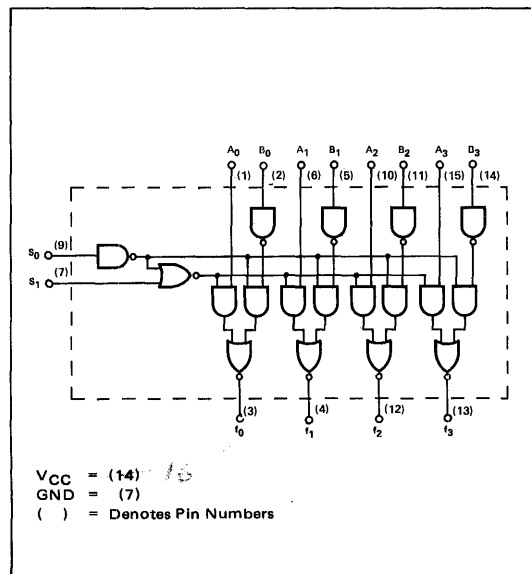 A0 B0 A1 B1 A2 B2 A3 B3
(1) (2) (6) (5) (10) (11) (15) (14)
S0 (9)
S1 (7)
(3) (4) (12) (13)
f0 f1 f2 f3
VCC = (14) 16
GND = (7)
( ) = Denotes Pin Numbers